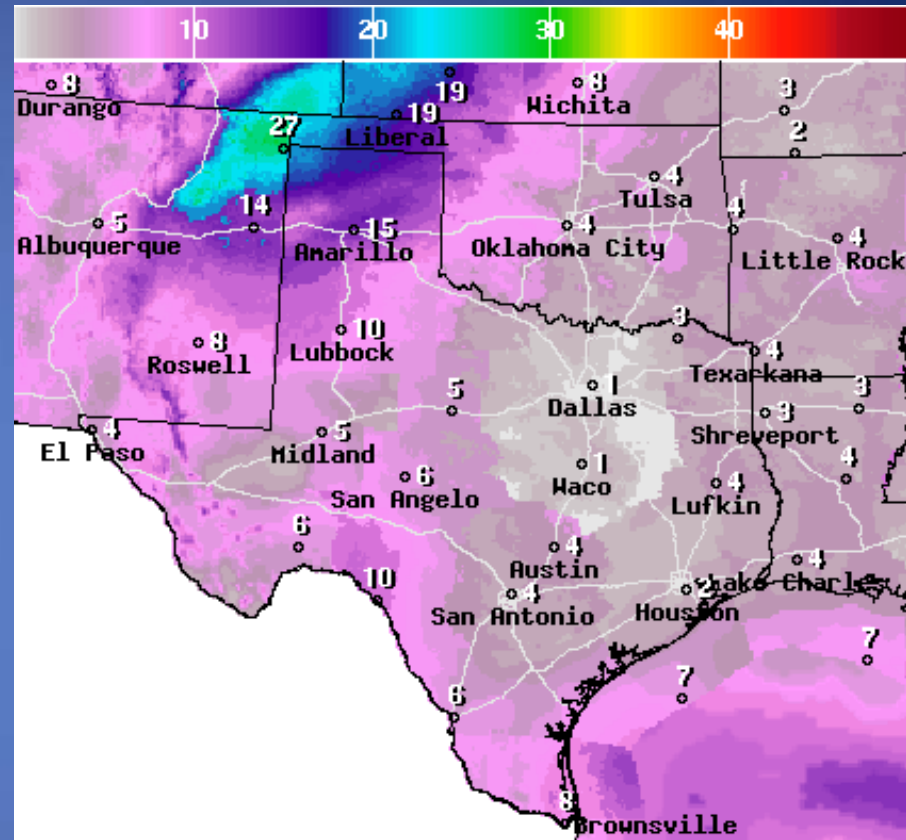 10 20 30 40
8
Durango
19
19
Liberal
8
Wichita
3
2
27
4
Tulsa
5
Albuquerque
14
15
Amarillo
4
Oklahoma City
4
4
Little Rock
8
Roswell
10
Lubbock
3
4
Texarkana
1
Dallas
5
3
Shreveport
3
4
El Paso
5
Midland
6
San Angelo
1
Waco
4
Lufkin
4
6
4
Austin
4
Lake Charles
10
4
San Antonio
2
Houston
7
7
6
8
Brownsville